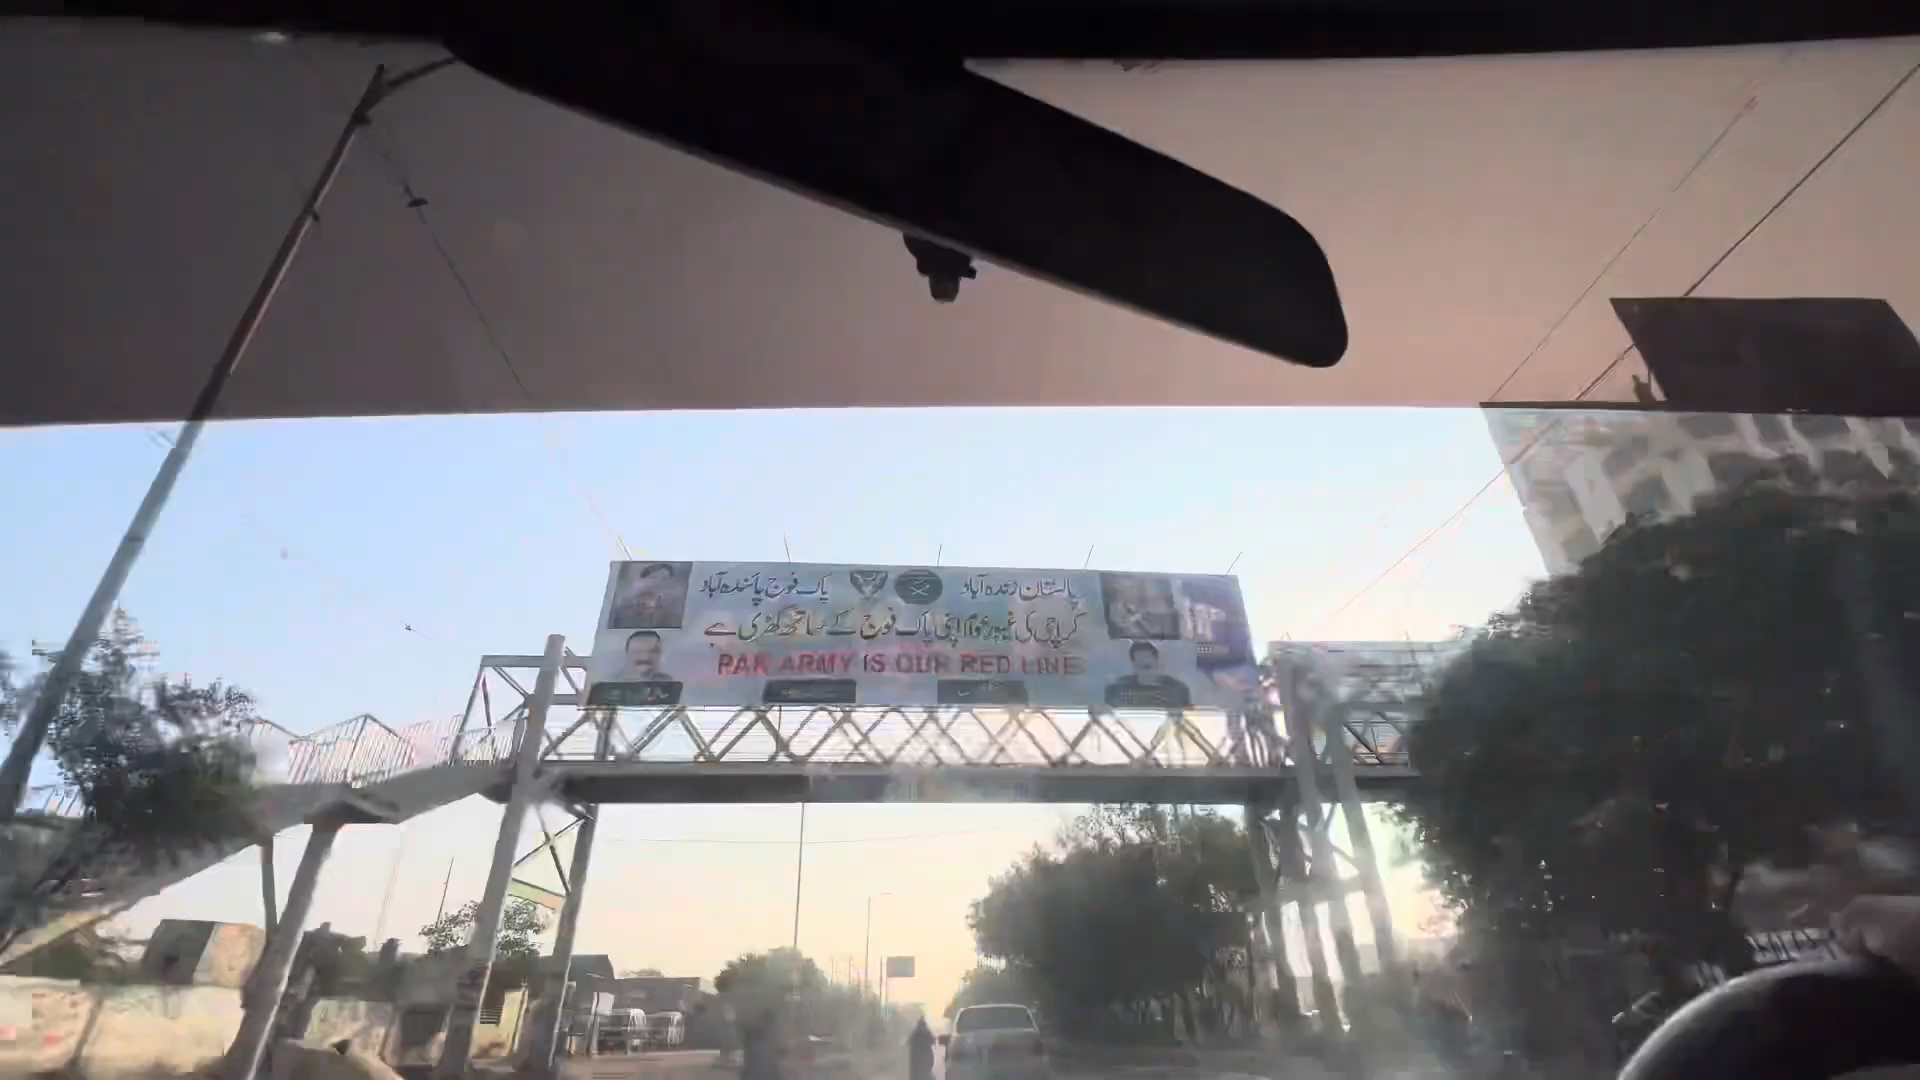 پاکستان زندہ آباد پاک فوج پائندہ آباد
کراچی کی غیور عوام اپنی پاک فوج کے ساتھ کھڑی ہے
PAK ARMY IS OUR RED LINE